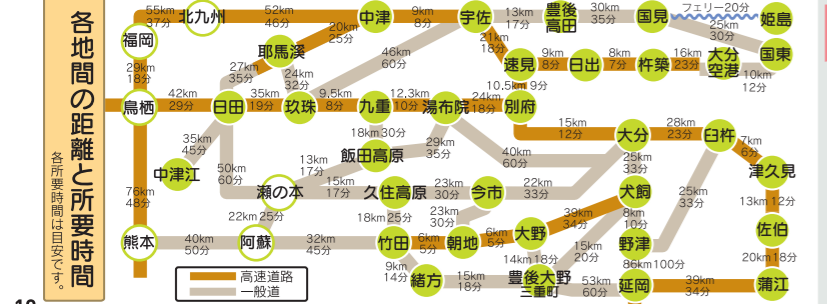 各地間の距離と所要時間
各所要時間は目安です。
55km
37分
北九州
52km
46分
中津
9km
8分
宇佐
13km
17分
豊後
高田
30km
35分
国見
フェリー20分
姫島
福岡
20km
25分
耶馬溪
46km
60分
21km
18分
25km
30分
国東
29km
18分
27km
35分
24km
32分
速見
9km
8分
日出
8km
7分
杵築
16km
23分
大分
空港
10km
12分
鳥栖
42km
29分
日田
35km
19分
玖珠
9.5km
8分
九重
12.3km
10分
湯布院
24km
18分
10.5km 9分
別府
15km
12分
大分
28km
23分
臼杵
7km
6分
津久見
35km
45分
中津江
50km
60分
18km 30分
飯田高原
29km
35分
40km
60分
25km
33分
13km
17分
瀬の本
15km
17分
久住高原
23km
30分
今市
22km
33分
犬飼
25km
33分
13km 12分
76km
48分
22km 25分
18km 25分
23km
30分
39km
34分
8km
10分
佐伯
熊本
40km
50分
阿蘇
32km
45分
竹田
6km
5分
朝地
6km
5分
大野
15km
20分
野津
20km 18分
9km
14分
緒方
15km
18分
14km 18分
豊後大野
三重町
53km
60分
86km 100分
延岡
39km
34分
蒲江
高速道路
一般道